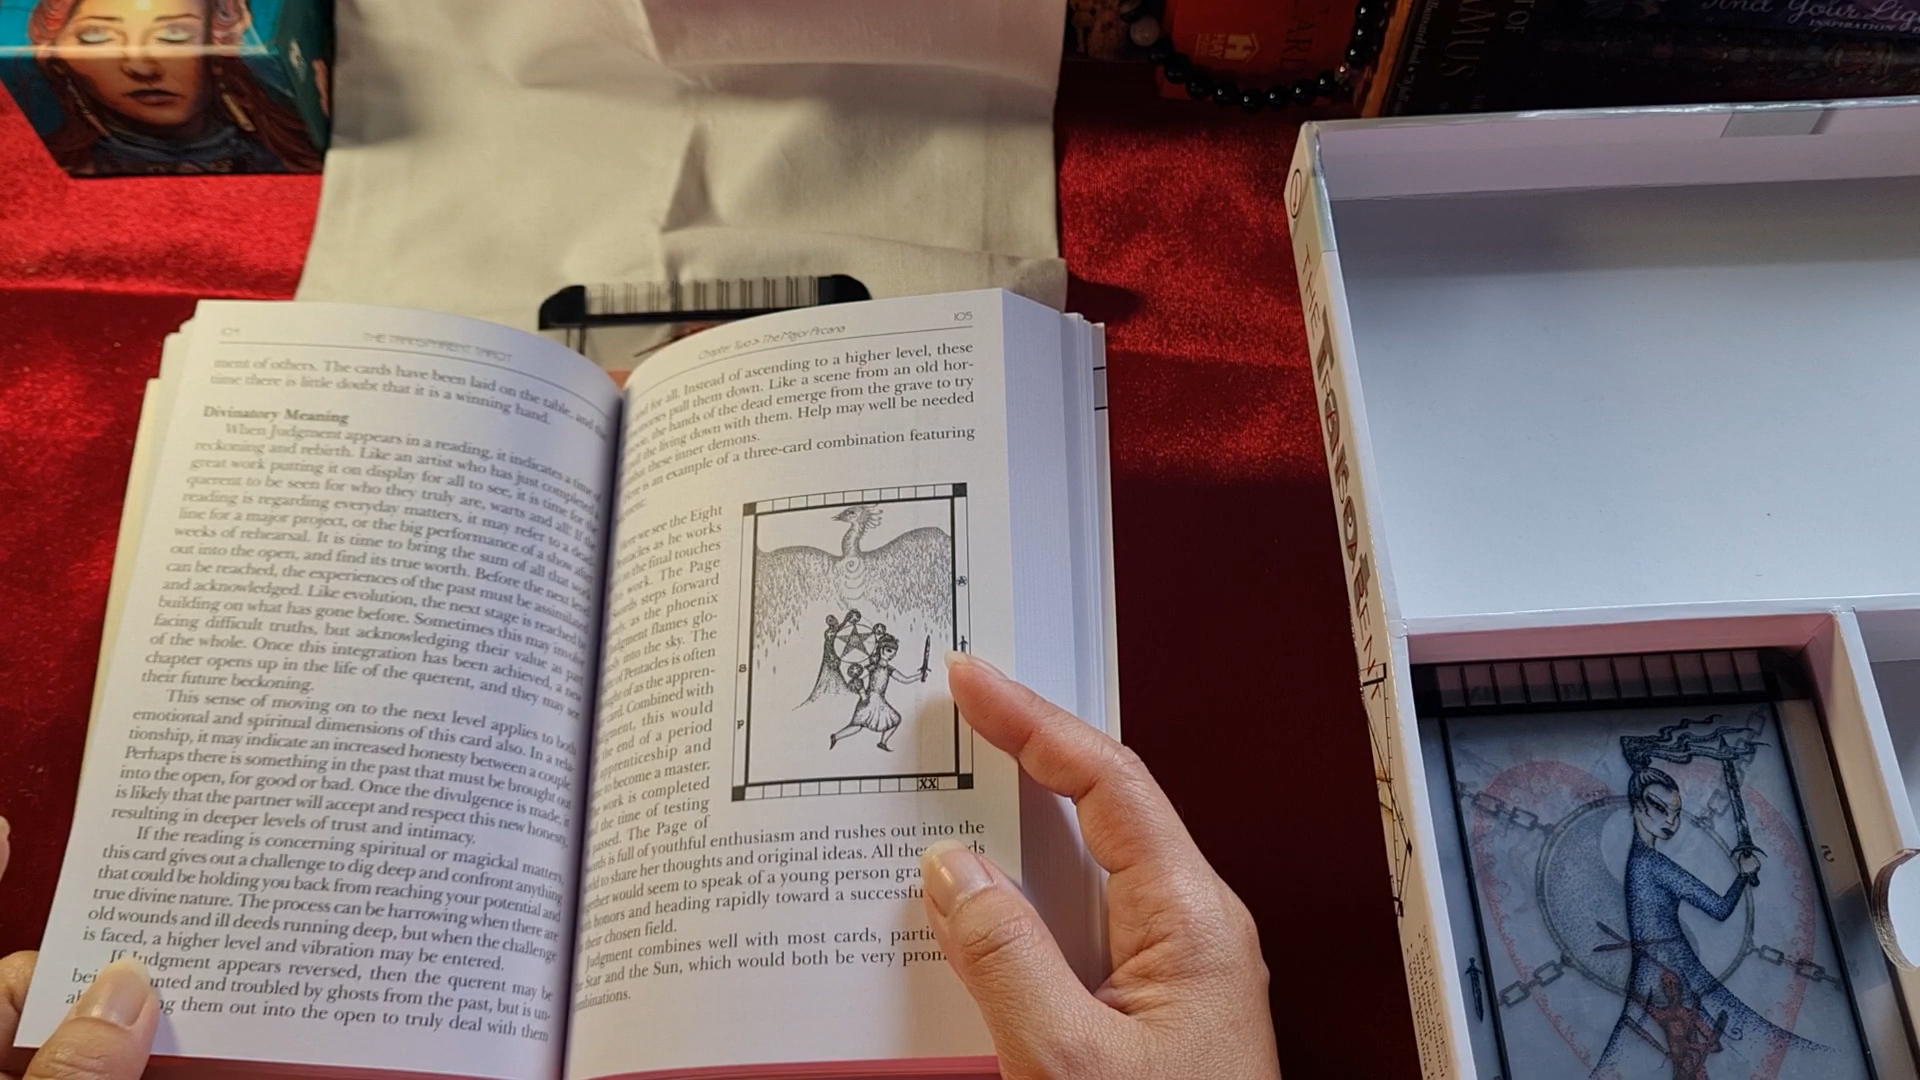 104
THE TRANSPARENT TAROT
ment of others. The cards have been laid on the table, and
time there is little doubt that it is a winning hand.
Divinatory Meaning
When Judgment appears in a reading, it indicates a time of
reckoning and rebirth. Like an artist who has just completed a
great work putting it on display for all to see, it is time for the
querent to be seen for who they truly are, warts and all. If the
reading is regarding everyday matters, it may refer to a dead-
line for a major project, or the big performance of a show after
weeks of rehearsal. It is time to bring the sum of all that work
out into the open, and find its true worth. Before the next level
can be reached, the experiences of the past must be assimilated
and acknowledged. Like evolution, the next stage is reached by
building on what has gone before. Sometimes this may involve
facing difficult truths, but acknowledging their value as part
of the whole. Once this integration has been achieved, a new
chapter opens up in the life of the querent, and they may see
their future beckoning.
This sense of moving on to the next level applies to both
emotional and spiritual dimensions of this card also. In a rela-
tionship, it may indicate an increased honesty between a couple.
Perhaps there is something in the past that must be brought out
into the open, for good or bad. Once the divulgence is made, it
is likely that the partner will accept and respect this new honesty,
resulting in deeper levels of trust and intimacy.
If the reading is concerning spiritual or magickal matters,
this card gives out a challenge to dig deep and confront anything
that could be holding you back from reaching your potential and
true divine nature. The process can be harrowing when there are
old wounds and ill deeds running deep, but when the challenge
is faced, a higher level and vibration may be entered.
If Judgment appears reversed, then the querent may be
bei unted and troubled by ghosts from the past, but is un-
ab g them out into the open to truly deal with them
Chapter Two > The Major Arcana
105
and for all. Instead of ascending to a higher level, these
pull them down. Like a scene from an old hor-
the hands of the dead emerge from the grave to try
the living down with them. Help may well be needed
these inner demons.
is an example of a three-card combination featuring
we see the Eight
as he works
the final touches
work. The Page
steps forward
as the phoenix
flames glo-
into the sky. The
of Pentacles is often
of as the appren-
card. Combined with
this would
the end of a period
apprenticeship and
to become a master.
work is completed
the time of testing
passed. The Page of
is full of youthful enthusiasm and rushes out into the
to share her thoughts and original ideas. All the ds
would seem to speak of a young person gra
honors and heading rapidly toward a successfu
their chosen field.
Judgment combines well with most cards, partic
Star and the Sun, which would both be very prom
8
P
XX
THE TRANSPARENT
ind Your Lig
INSPIRATION
AMUS
HAY